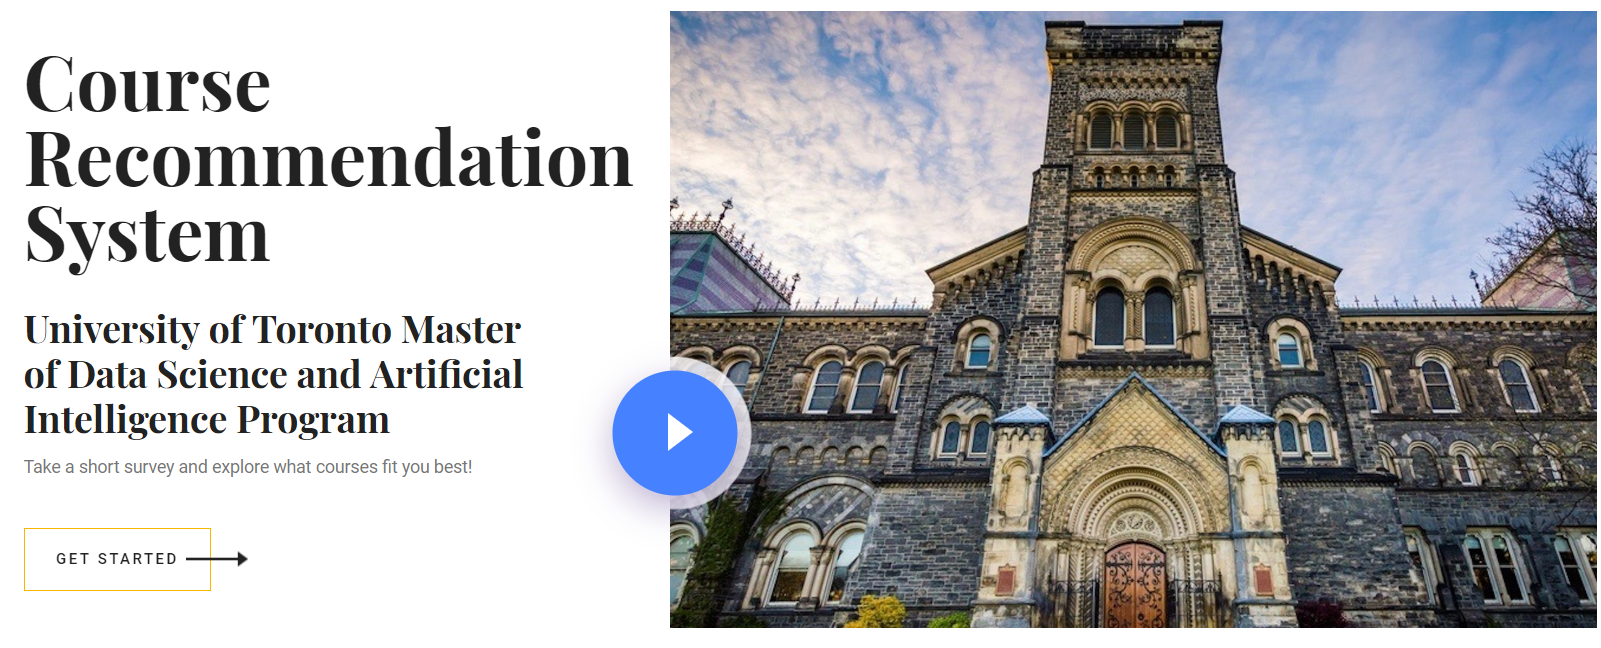 Course
Recommendation
System
University of Toronto Master
of Data Science and Artificial
Intelligence Program
Take a short survey and explore what courses fit you best!
GET STARTED